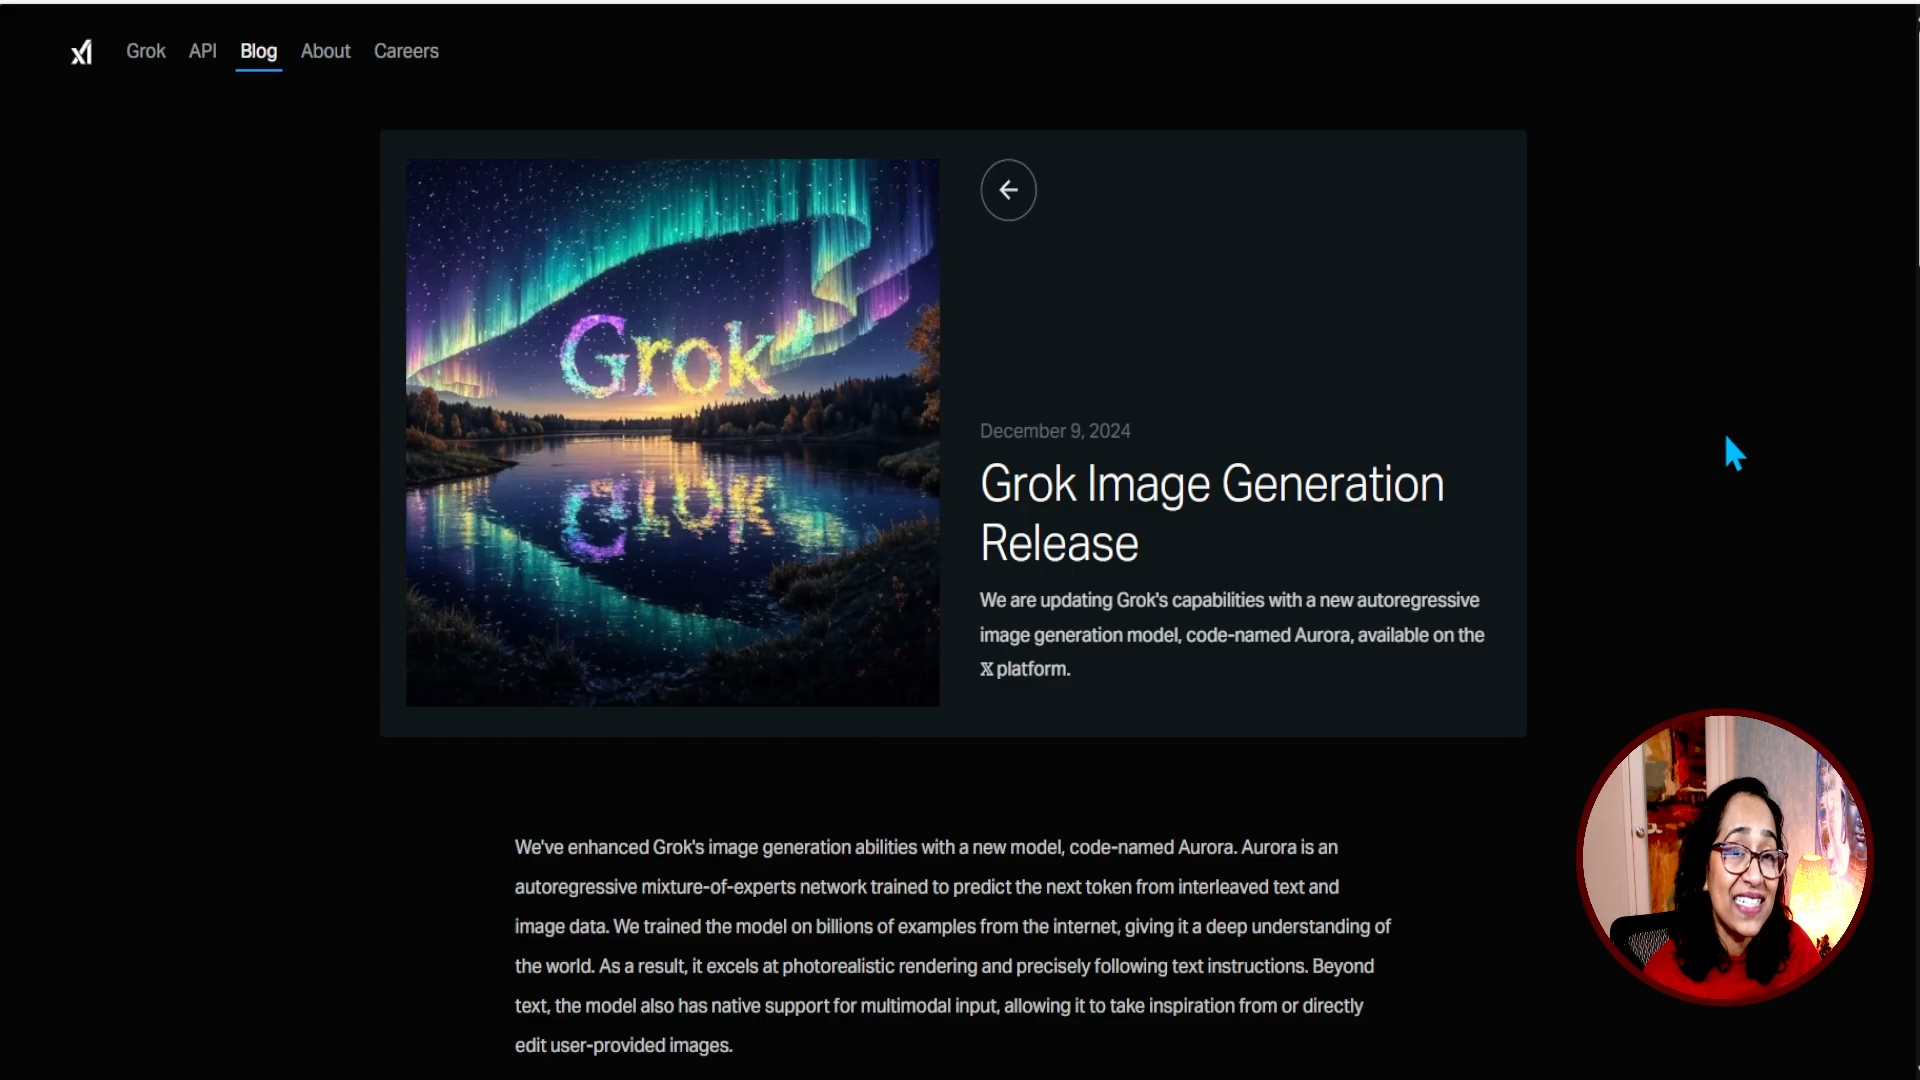 xI
Grok API Blog About Careers
Grok
Grok
December 9, 2024
Grok Image Generation
Release
We are updating Grok's capabilities with a new autoregressive
image generation model, code-named Aurora, available on the
𝕏 platform.
We've enhanced Grok's image generation abilities with a new model, code-named Aurora. Aurora is an
autoregressive mixture-of-experts network trained to predict the next token from interleaved text and
image data. We trained the model on billions of examples from the internet, giving it a deep understanding of
the world. As a result, it excels at photorealistic rendering and precisely following text instructions. Beyond
text, the model also has native support for multimodal input, allowing it to take inspiration from or directly
edit user-provided images.